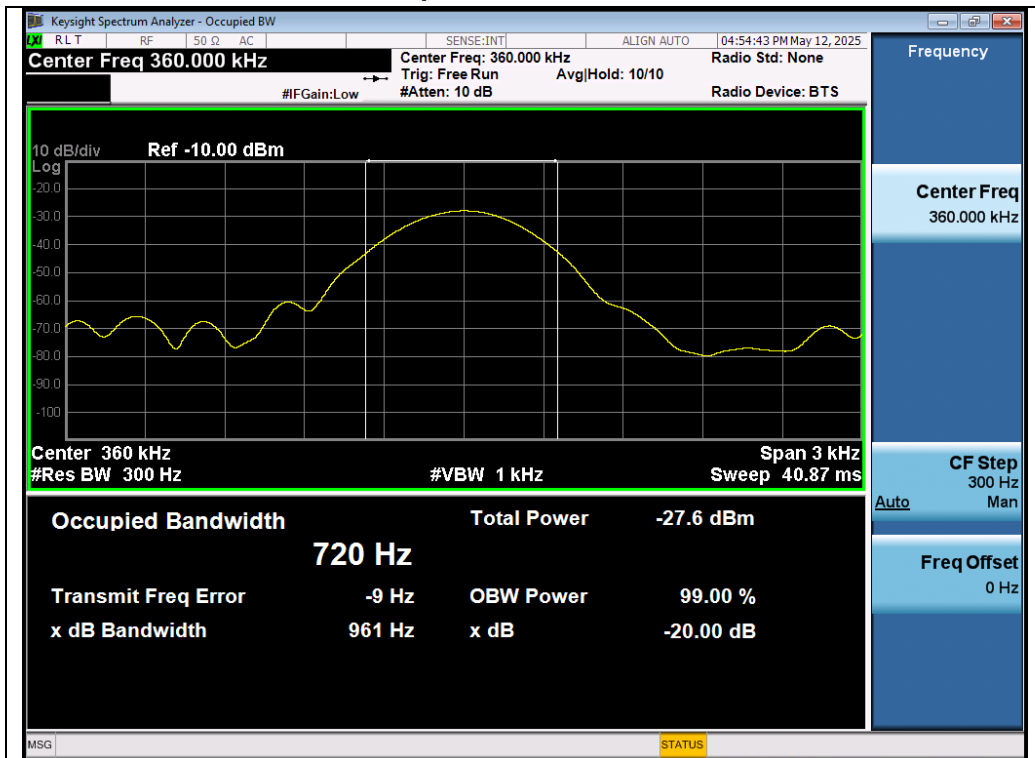 Keysight Spectrum Analyzer - Occupied BW
LXI RLT RF 50 Ω AC SENSE:INT ALIGN AUTO 04:54:43 PM May 12, 2025
Center Freq 360.000 kHz Center Freq: 360.000 kHz Radio Std: None Frequency
Trig: Free Run Avg|Hold: 10/10
#IFGain:Low #Atten: 10 dB Radio Device: BTS
10 dB/div Ref -10.00 dBm
Log
-20.0
-30.0
-40.0
-50.0
-60.0
-70.0
-80.0
-90.0
-100
Center Freq
360.000 kHz
Center 360 kHz Span 3 kHz
#Res BW 300 Hz #VBW 1 kHz Sweep 40.87 ms
CF Step
300 Hz
Auto Man
Occupied Bandwidth Total Power -27.6 dBm
720 Hz
Freq Offset
0 Hz
Transmit Freq Error -9 Hz OBW Power 99.00 %
x dB Bandwidth 961 Hz x dB -20.00 dB
MSG STATUS